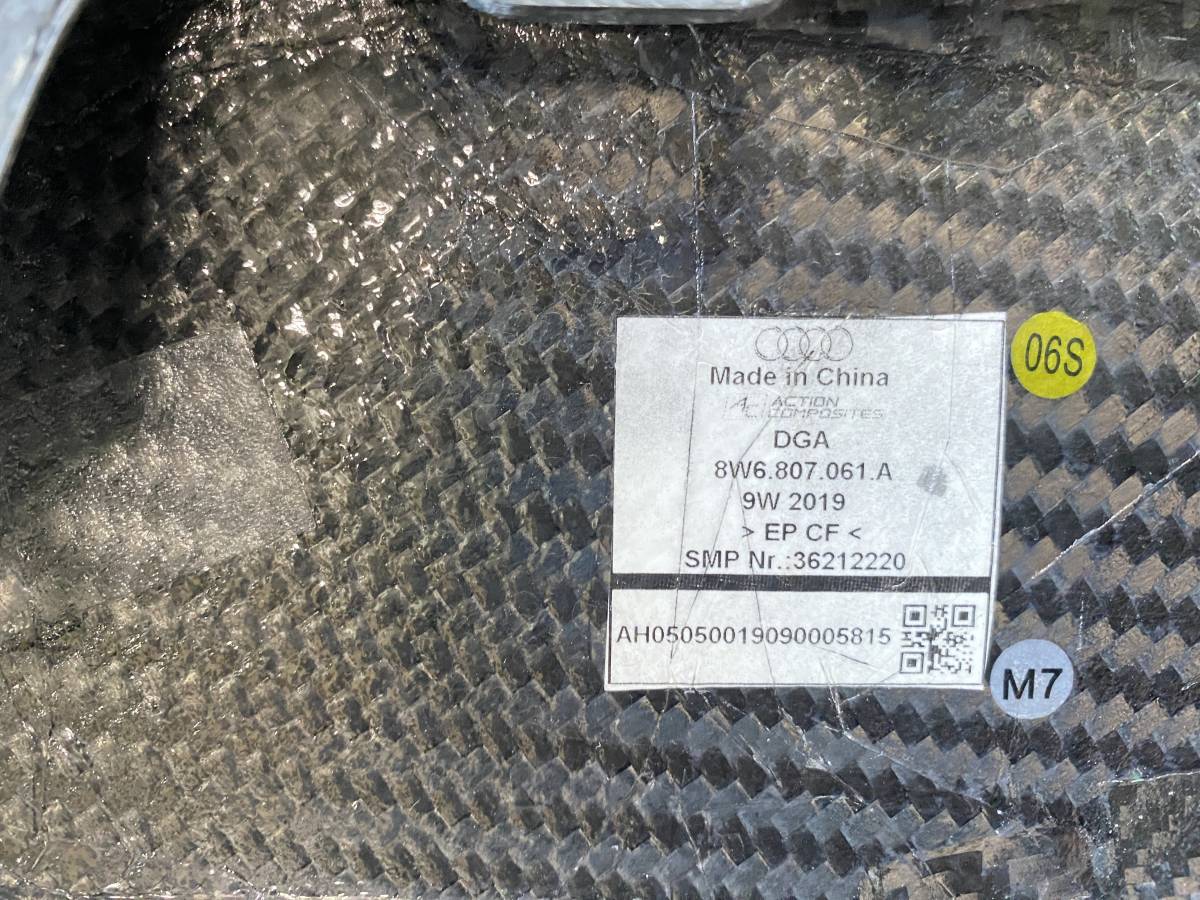 Made in China
AC ACTION
COMPOSITES
DGA
8W6.807.061.A
9W 2019
> EP CF <
SMP Nr.:36212220
AH05050019090005815
06S
M7